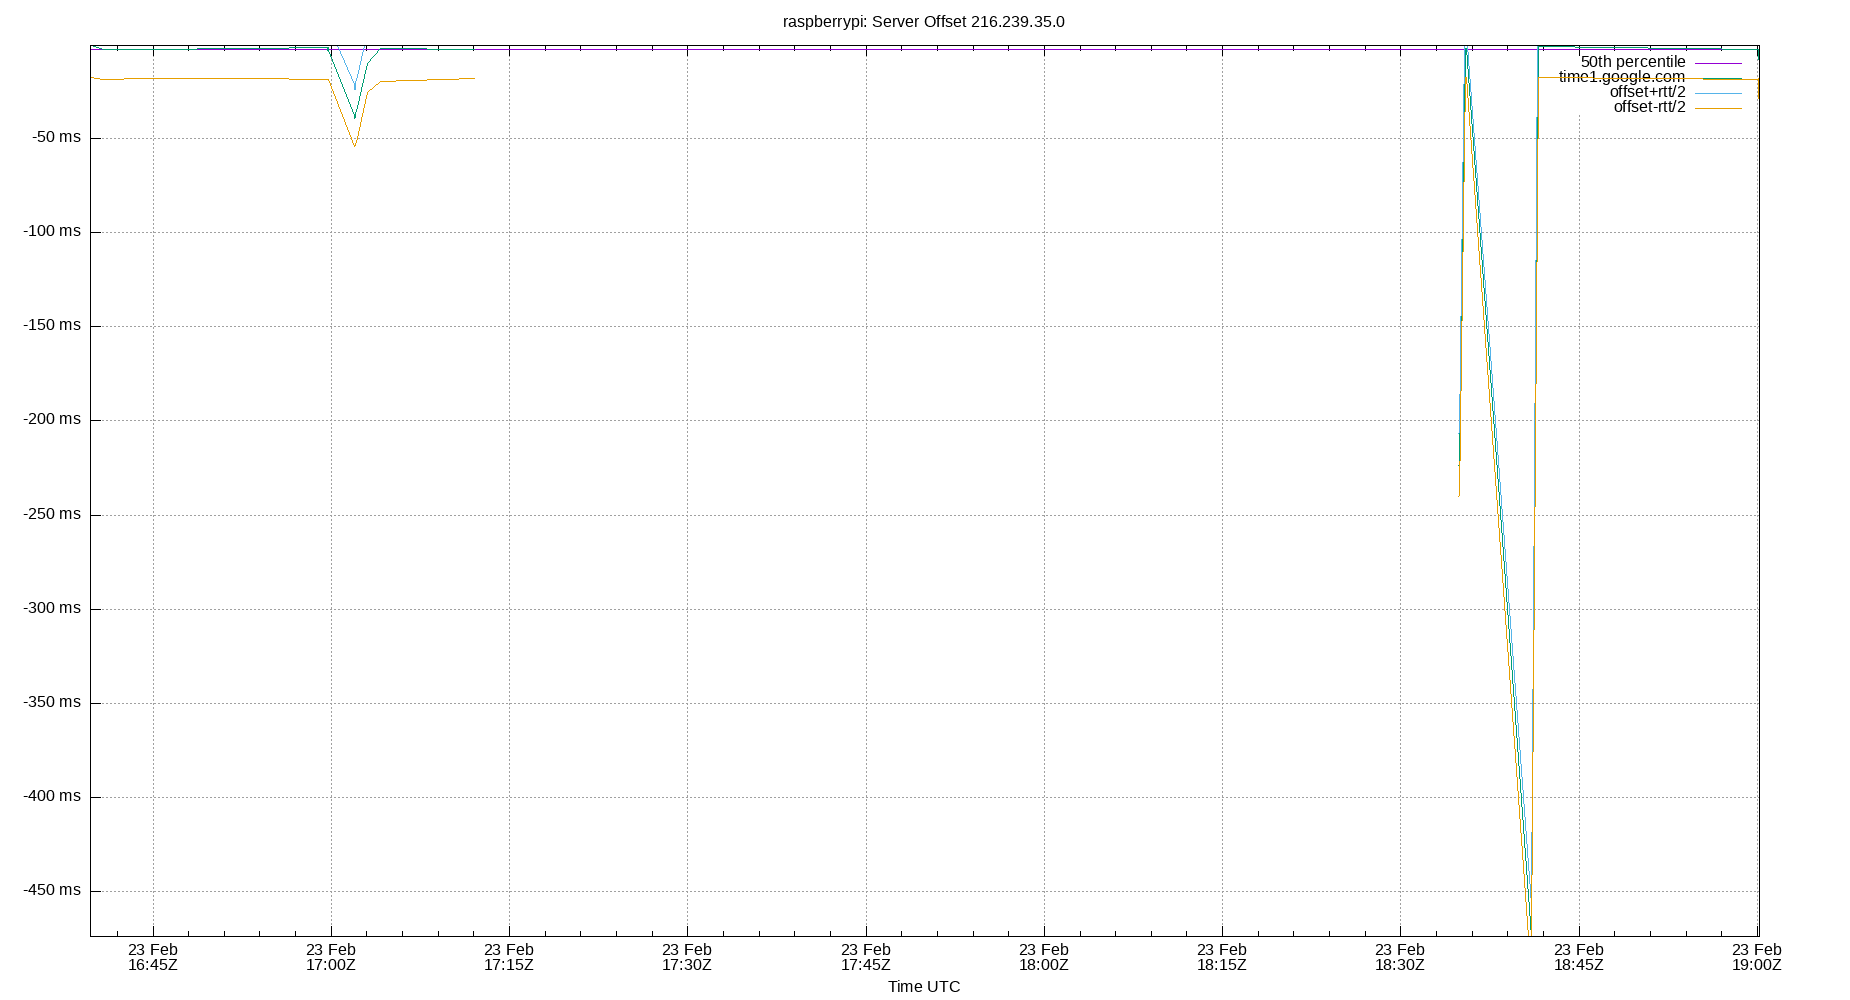 raspberrypi: Server Offset 216.239.35.0
50th percentile
time1.google.com
offset+rtt/2
offset-rtt/2
-50 ms
-100 ms
-150 ms
-200 ms
-250 ms
-300 ms
-350 ms
-400 ms
-450 ms
23 Feb 23 Feb 23 Feb 23 Feb 23 Feb 23 Feb 23 Feb 23 Feb 23 Feb 23 Feb
16:45Z 17:00Z 17:15Z 17:30Z 17:45Z 18:00Z 18:15Z 18:30Z 18:45Z 19:00Z
Time UTC